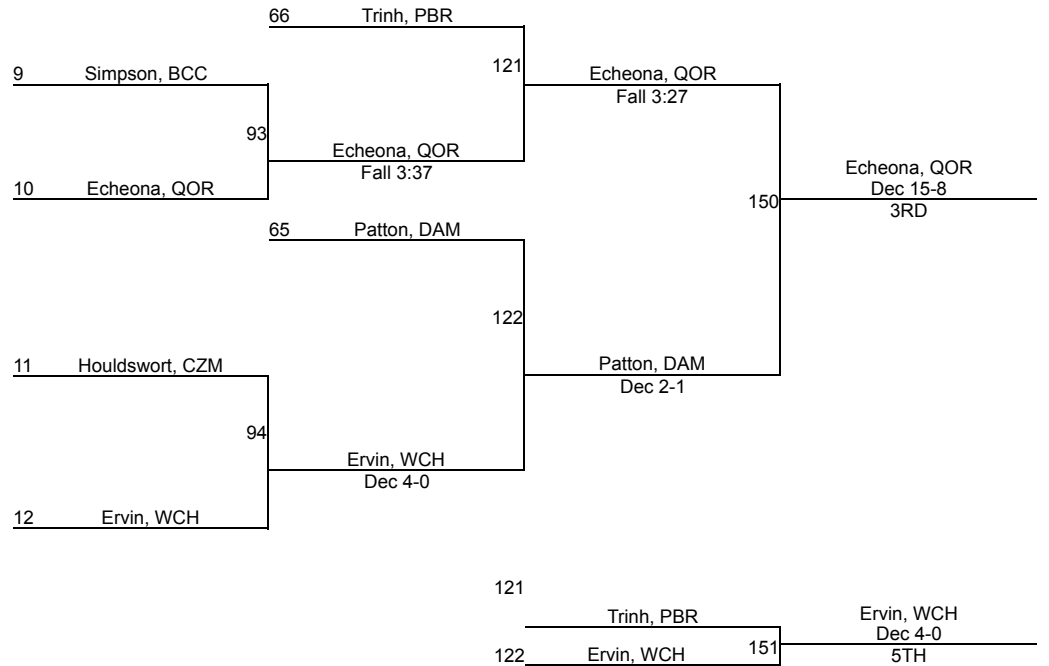 66 Trinh, PBR
9 Simpson, BCC
121 Echeona, QOR
Fall 3:27
93
Echeona, QOR
Fall 3:37
10 Echeona, QOR
Echeona, QOR
Dec 15-8
3RD
150
65 Patton, DAM
122
11 Houldswort, CZM
Patton, DAM
Dec 2-1
94
Ervin, WCH
Dec 4-0
12 Ervin, WCH
121
Trinh, PBR
122 Ervin, WCH
151
Ervin, WCH
Dec 4-0
5TH